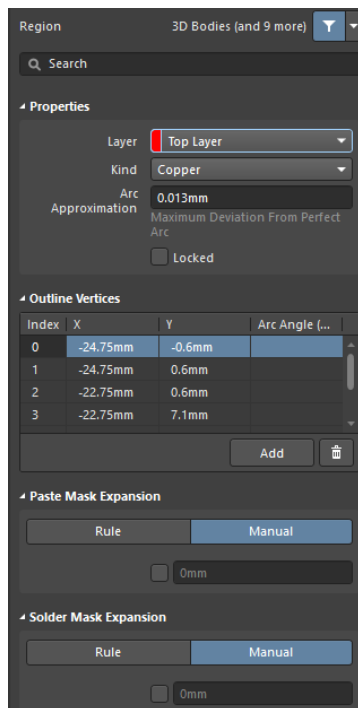 Region 3D Bodies (and 9 more)
Search
Properties
Layer Top Layer
Kind Copper
Arc Approximation 0.013mm
Maximum Deviation From Perfect
Arc
Locked
Outline Vertices
Index X Y Arc Angle (...
0 -24.75mm -0.6mm
1 -24.75mm 0.6mm
2 -22.75mm 0.6mm
3 -22.75mm 7.1mm
Add
Paste Mask Expansion
Rule Manual
0mm
Solder Mask Expansion
Rule Manual
0mm